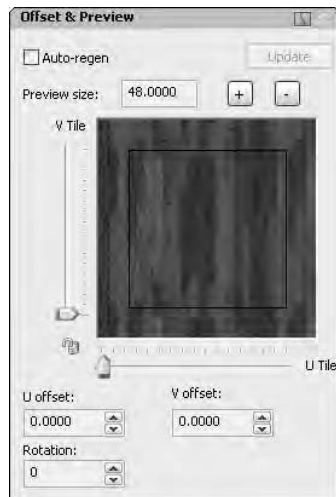 Offset & Preview
Auto-regen
Update
Preview size: 48.0000 + -
V Tile
U Tile
U offset: V offset:
0.0000 0.0000
Rotation:
0